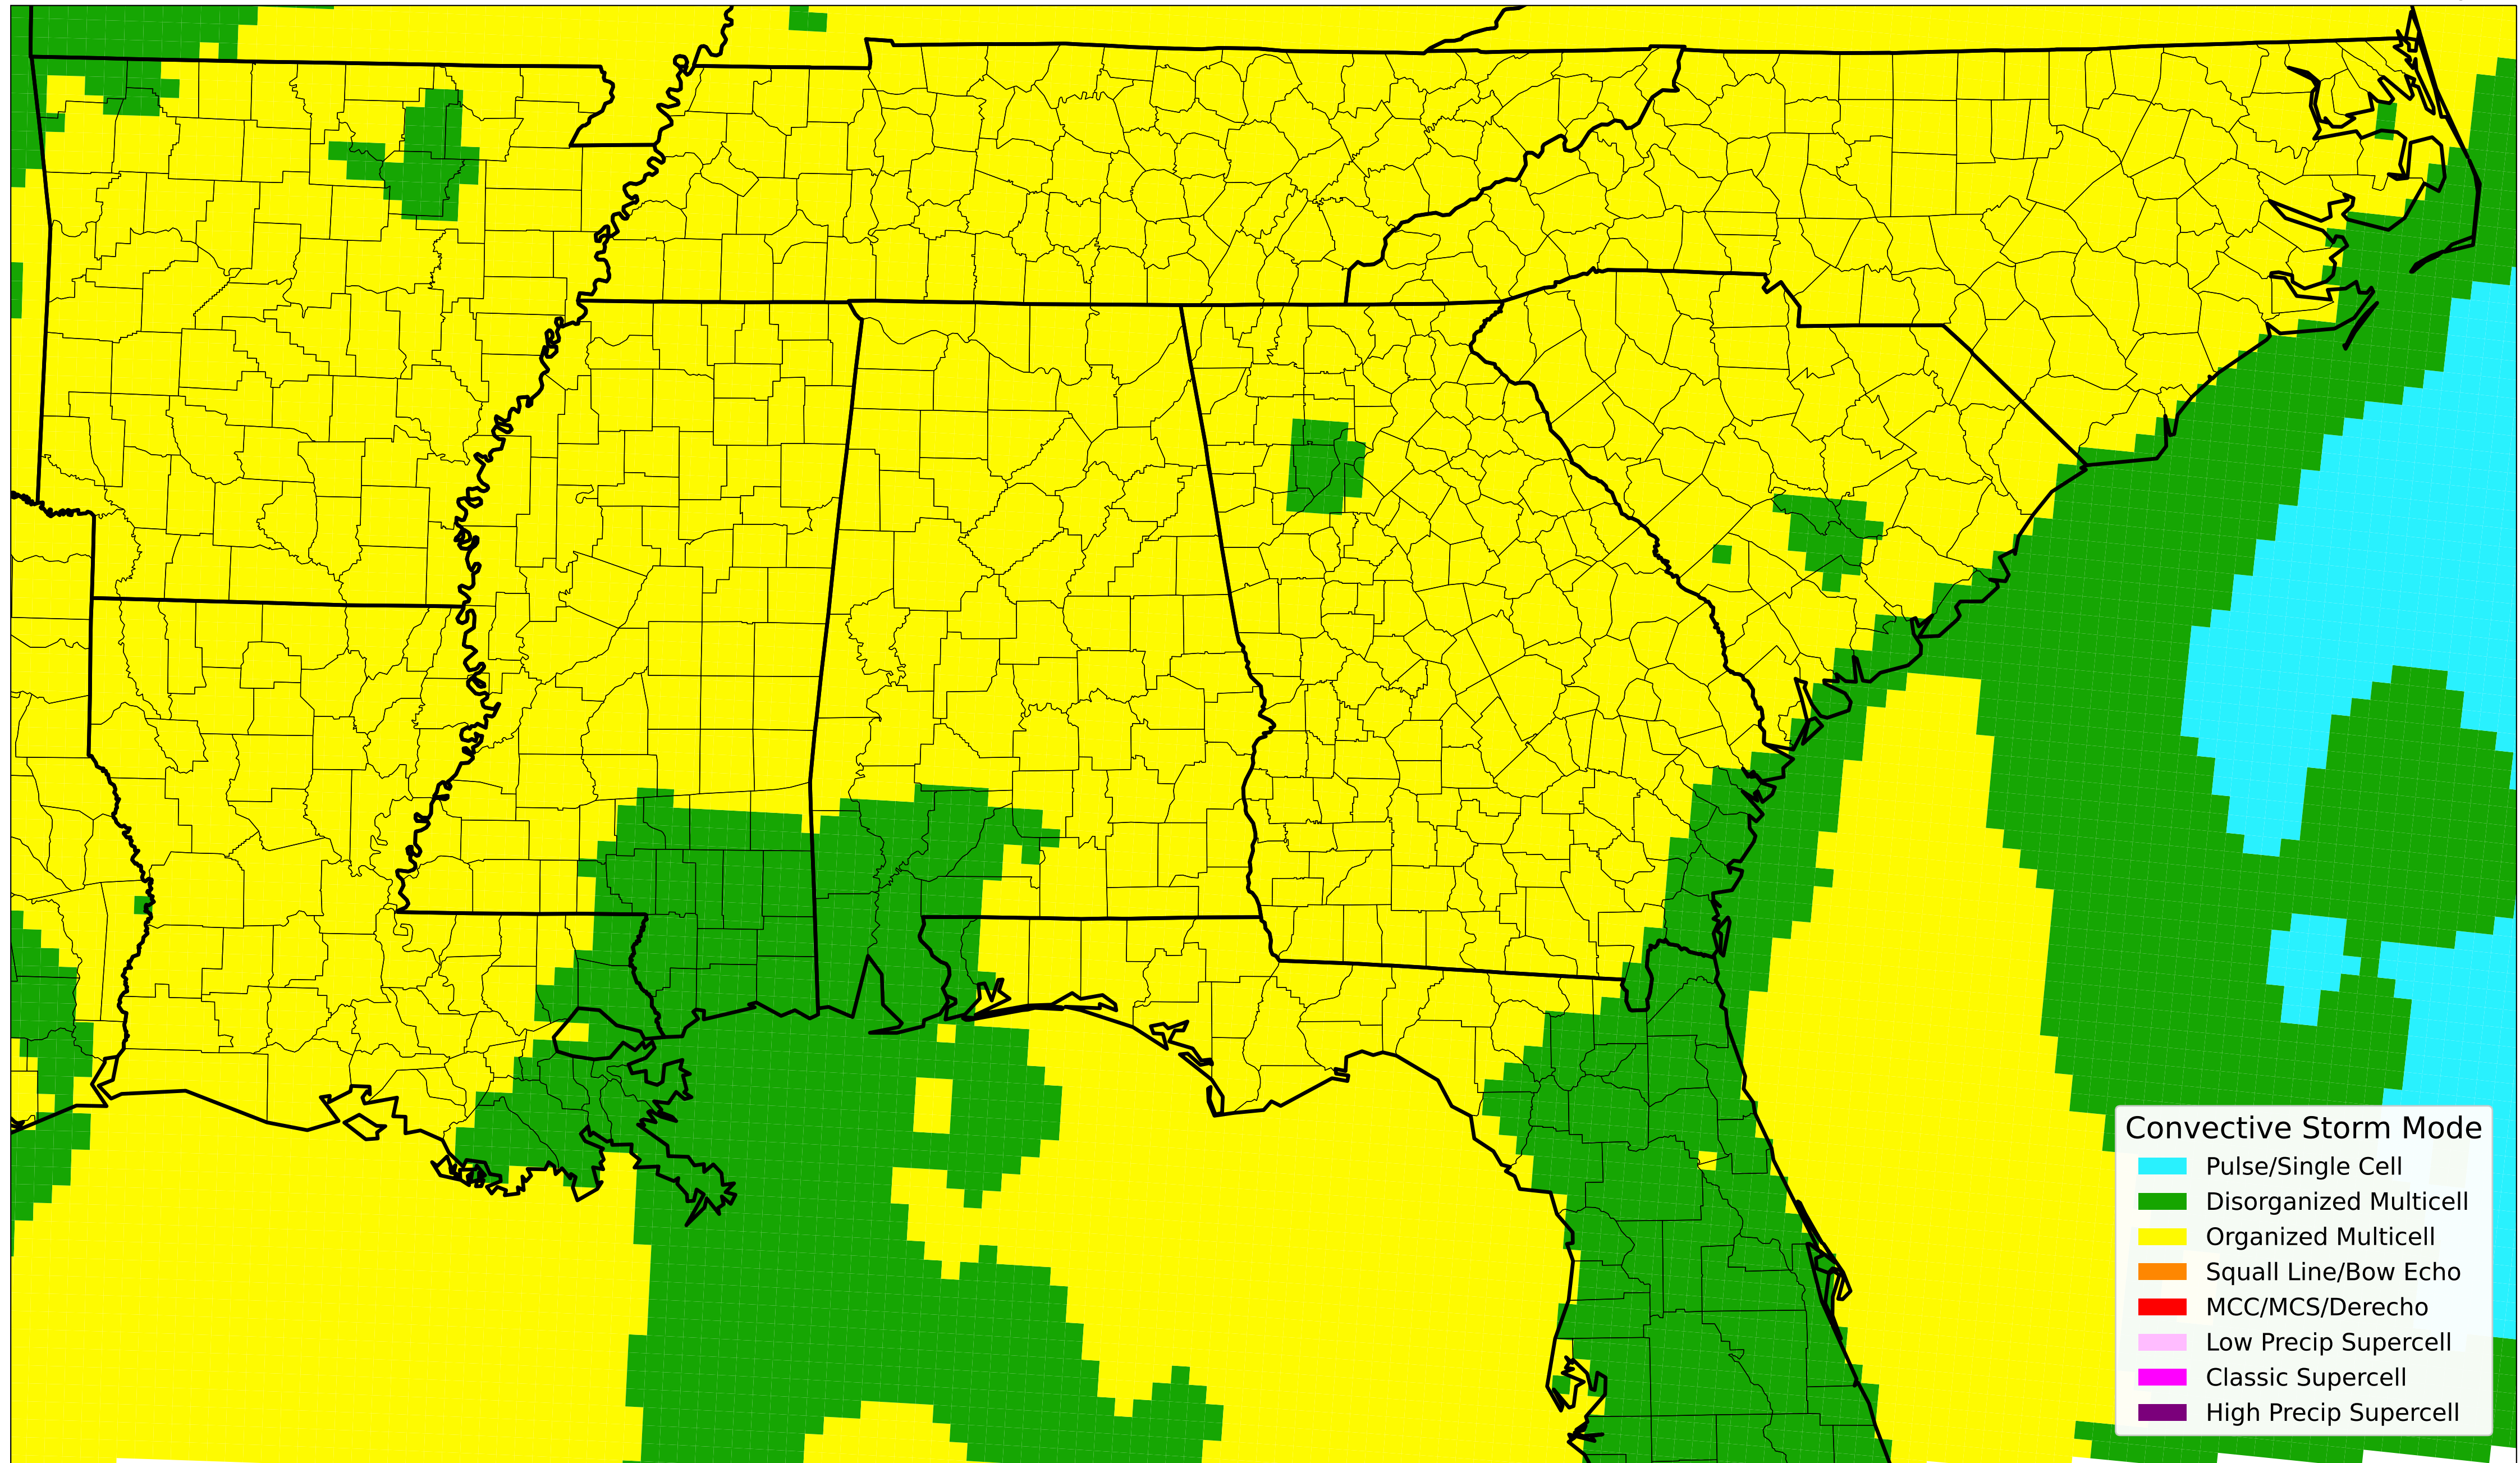 Convective Storm Mode
Pulse/Single Cell
Disorganized Multicell
Organized Multicell
Squall Line/Bow Echo
MCC/MCS/Derecho
Low Precip Supercell
Classic Supercell
High Precip Supercell